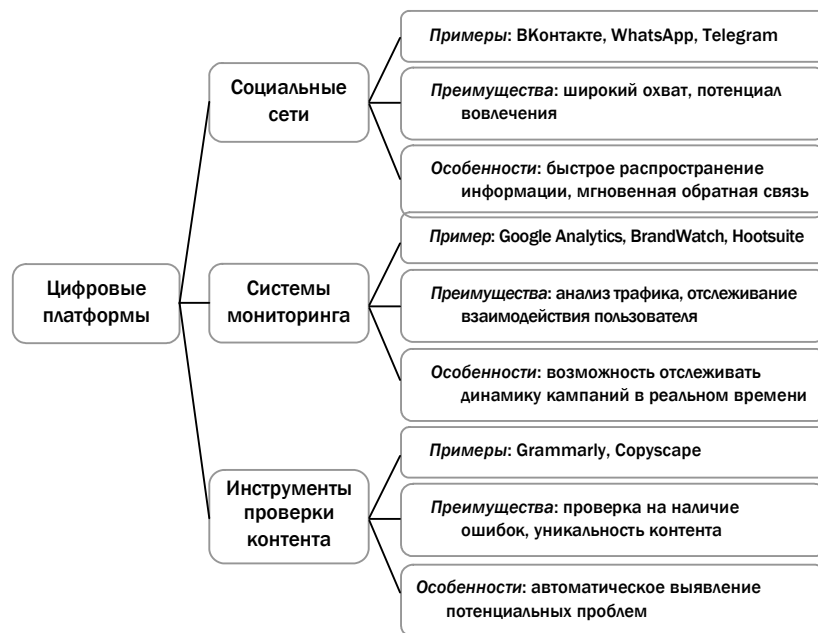 Цифровые
платформы
Социальные
сети
Примеры: ВКонтакте, WhatsApp, Telegram
Преимущества: широкий охват, потенциал
вовлечения
Особенности: быстрое распространение
информации, мгновенная обратная связь
Системы
мониторинга
Пример: Google Analytics, BrandWatch, Hootsuite
Преимущества: анализ трафика, отслеживание
взаимодействия пользователя
Особенности: возможность отслеживать
динамику кампаний в реальном времени
Инструменты
проверки
контента
Примеры: Grammarly, Copyscape
Преимущества: проверка на наличие
ошибок, уникальность контента
Особенности: автоматическое выявление
потенциальных проблем